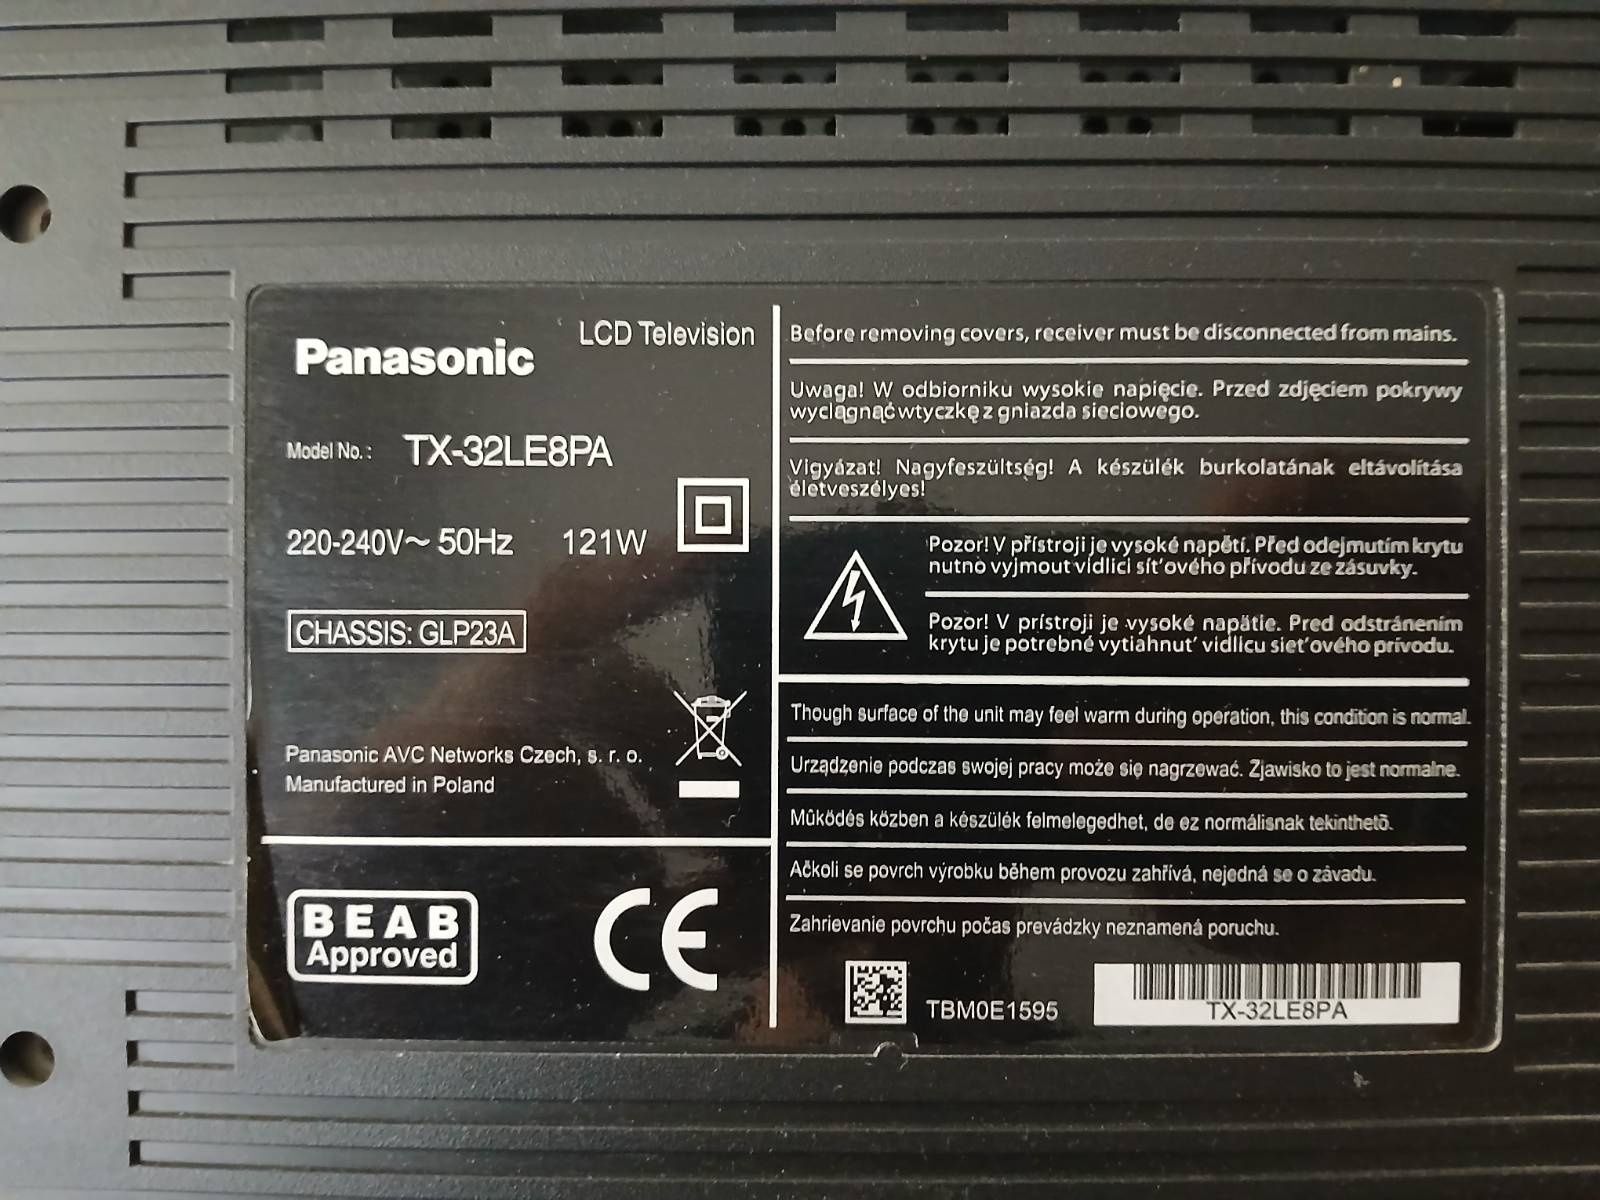 LCD Television
Panasonic
Model No.: TX-32LE8PA
220-240V~ 50Hz 121W
CHASSIS: GLP23A
Panasonic AVC Networks Czech, s. r. o.
Manufactured in Poland
BEAB
Approved
CE
Before removing covers, receiver must be disconnected from mains.
Uwaga! W odbiorniku wysokie napięcie. Przed zdjęciem pokrywy
wyciągnąć wtyczkę z gniazda sieciowego.
Vigyázat! Nagyfeszültség! A készülék burkolatának eltávolítása
életveszélyes!
Pozor! V přístroji je vysoké napětí. Před odejmutím krytu
nutno vyjmout vidlici síť'ového přívodu ze zásuvky.
Pozor! V prístroji je vysoké napätie. Pred odstránením
krytu je potrebné vytiahnut' vidlicu siet'ového prívodu.
Though surface of the unit may feel warm during operation, this condition is normal.
Urządzenie podczas swojej pracy może się nagrzewać. Zjawisko to jest normalne.
Mûködés közben a készülék felmelegedhet, de ez normálisnak tekinthetõ.
Ačkoli se povrch výrobku během provozu zahřívá, nejedná se o závadu.
Zahrievanie povrchu počas prevádzky neznamená poruchu.
TBM0E1595
TX-32LE8PA